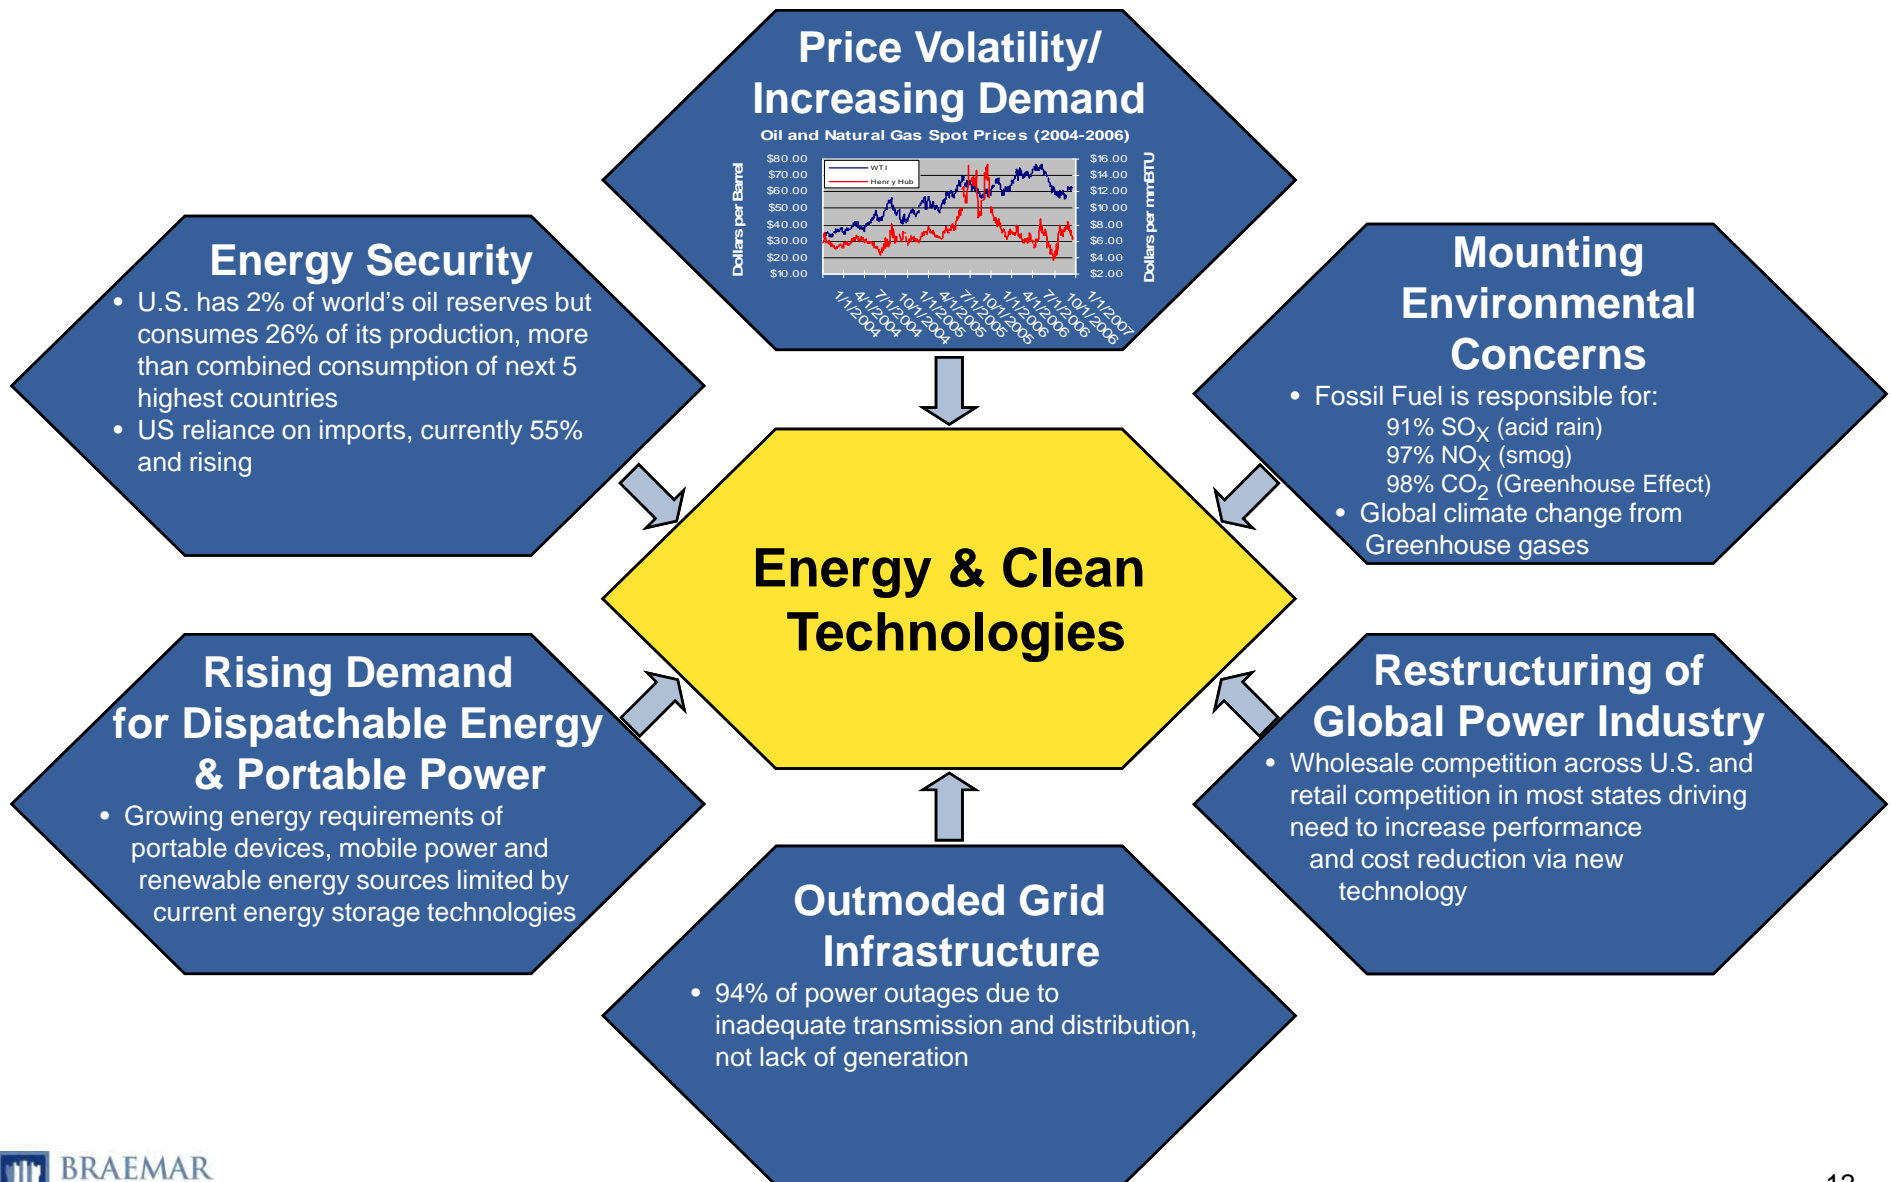 Price Volatility/
Increasing Demand
Oil and Natural Gas Spot Prices (2004-2006)
Dollars per Barrel
$80.00
$70.00
$60.00
$50.00
$40.00
$30.00
$20.00
$10.00
WTI
Henry Hub
$16.00
$14.00
$12.00
$10.00
$8.00
$6.00
$4.00
$2.00
Dollars per mmBTU
1/1/2004
4/1/2004
7/1/2004
10/1/2004
1/1/2005
4/1/2005
7/1/2005
10/1/2005
1/1/2006
4/1/2006
7/1/2006
10/1/2006
1/1/2007
Energy Security
• U.S. has 2% of world’s oil reserves but
consumes 26% of its production, more
than combined consumption of next 5
highest countries
• US reliance on imports, currently 55%
and rising
Mounting
Environmental
Concerns
• Fossil Fuel is responsible for:
91% SOX (acid rain)
97% NOX (smog)
98% CO2 (Greenhouse Effect)
• Global climate change from
Greenhouse gases
Energy & Clean
Technologies
Rising Demand
for Dispatchable Energy
& Portable Power
• Growing energy requirements of
portable devices, mobile power and
renewable energy sources limited by
current energy storage technologies
Restructuring of
Global Power Industry
• Wholesale competition across U.S. and
retail competition in most states driving
need to increase performance
and cost reduction via new
technology
Outmoded Grid
Infrastructure
• 94% of power outages due to
inadequate transmission and distribution,
not lack of generation
BRAEMAR